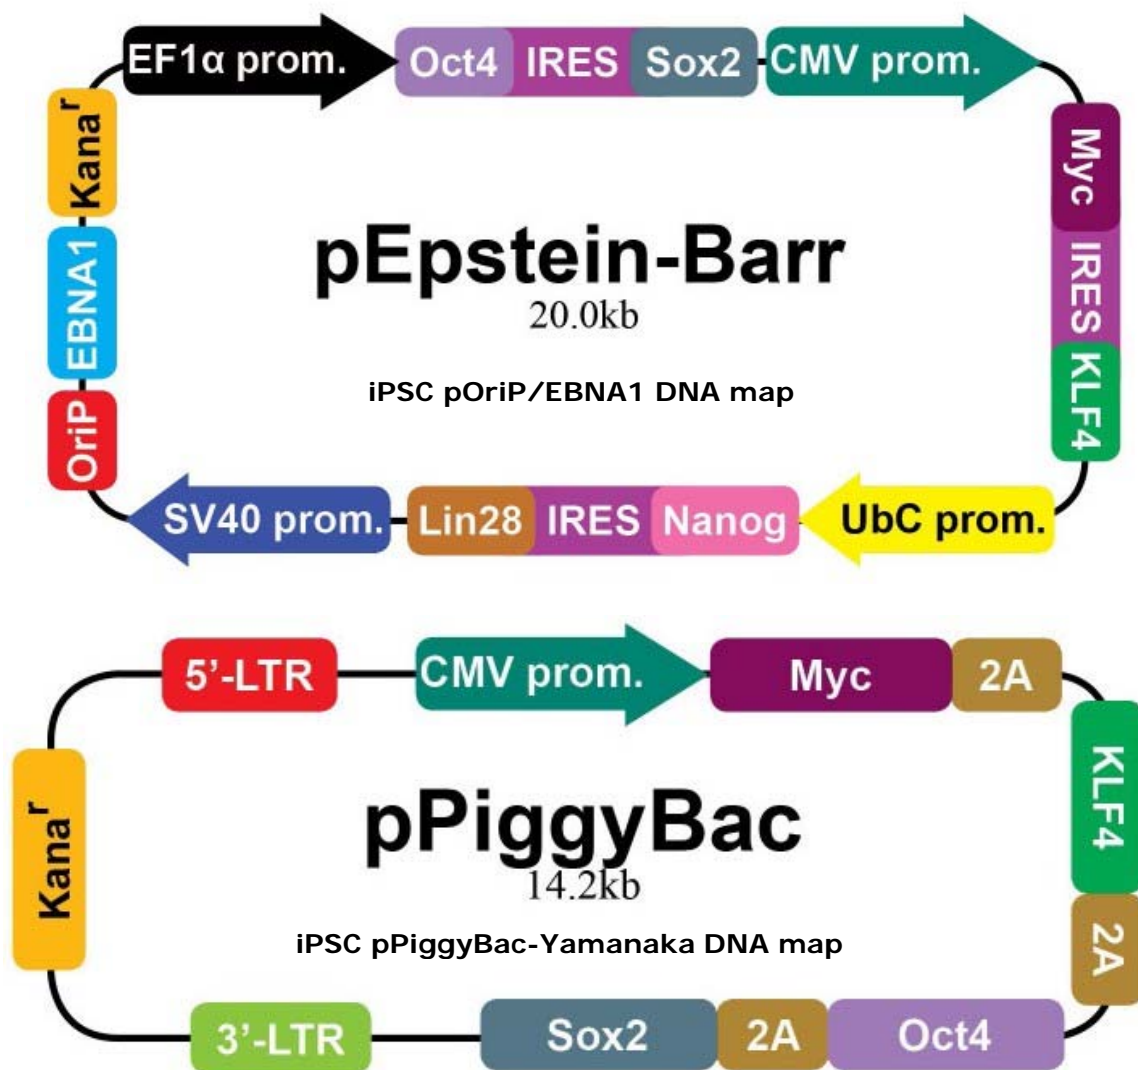 EF1α prom.
Oct4 IRES Sox2
CMV prom.
Myc IRES KLF4
UbC prom.
Lin28 IRES Nanog
SV40 prom.
OriP
EBNA1
Kanaʳ
pEpstein-Barr
20.0kb
iPSC pOriP/EBNA1 DNA map
5'-LTR
CMV prom.
Myc
2A
KLF4
2A
Oct4
2A
Sox2
3'-LTR
Kanaʳ
pPiggyBac
14.2kb
iPSC pPiggyBac-Yamanaka DNA map